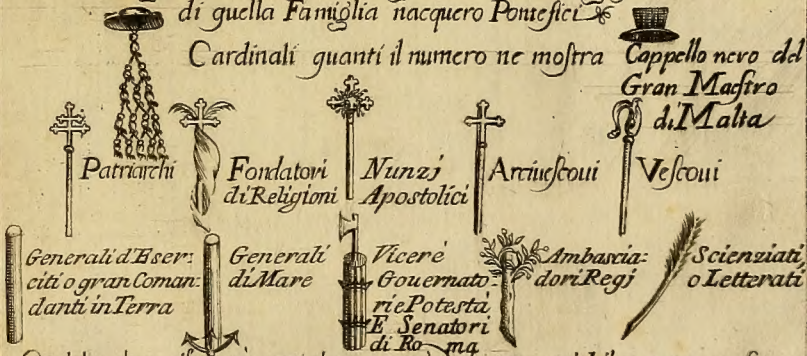 di quella Famiglia nacquero Pontefici
Cardinali quanti il numero ne mostra
Cappello nero del
Gran Maestro
di Malta
Patriarchi
Fondatori
di Religioni
Nunzj
Apostolici
Arciuescoui
Vescoui
Generali d'Eser:
citi o gran Coman:
danti in Terra
Generali
di Mare
Vicerè
Gouernato:
ri e Potestà
E Senatori
di Roma
Ambascia:
dori Regj
Scienziati,
o Letterati